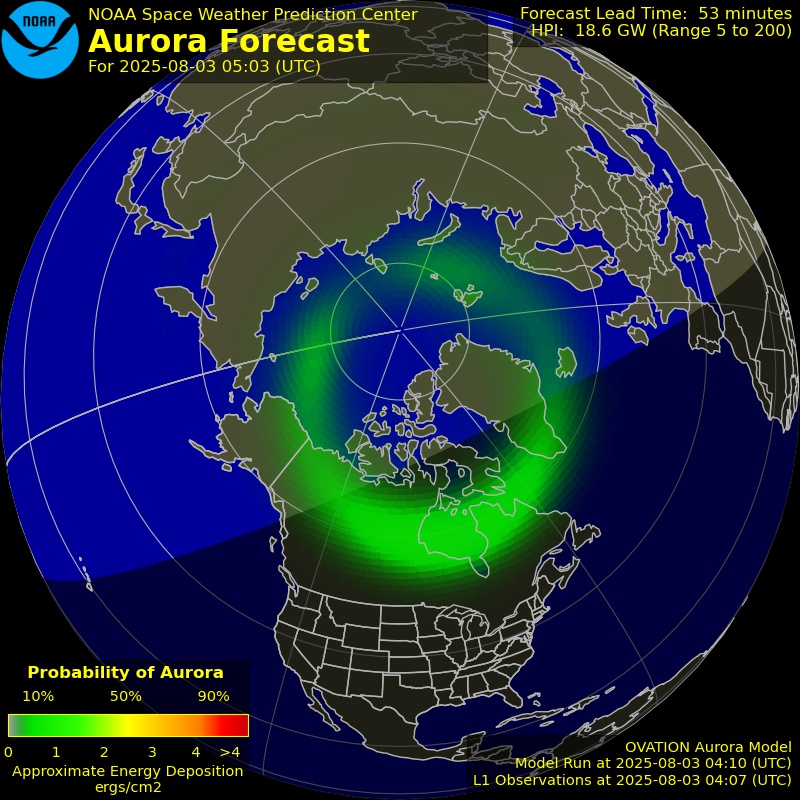 NOAA
NOAA Space Weather Prediction Center
Aurora Forecast
For 2025-08-03 05:03 (UTC)
Forecast Lead Time: 53 minutes
HPI: 18.6 GW (Range 5 to 200)
Probability of Aurora
10% 50% 90%
0 1 2 3 4 >4
Approximate Energy Deposition
ergs/cm2
OVATION Aurora Model
Model Run at 2025-08-03 04:10 (UTC)
L1 Observations at 2025-08-03 04:07 (UTC)